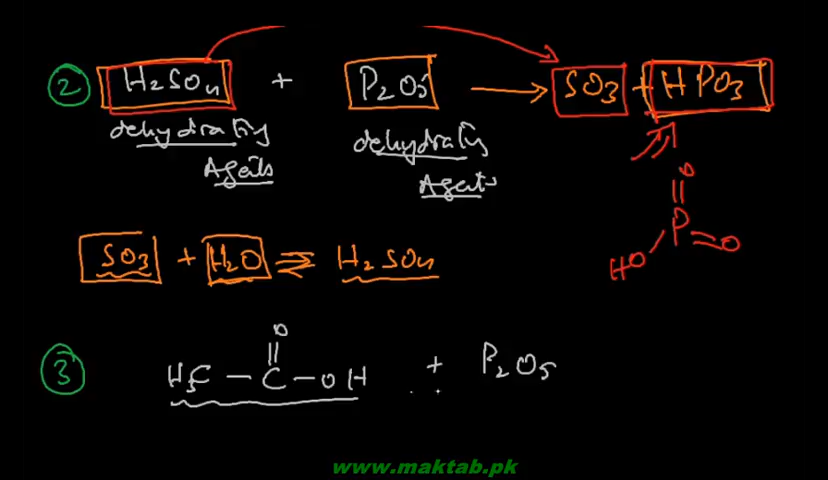 2 H2SO4 + P2O5 → SO3 + HPO3
dehydrating dehydrating
Agents Agents
O
P
HO O
SO3 + H2O ⇌ H2SO4
O
3 H3C — C — OH + P2O5
www.maktab.pk